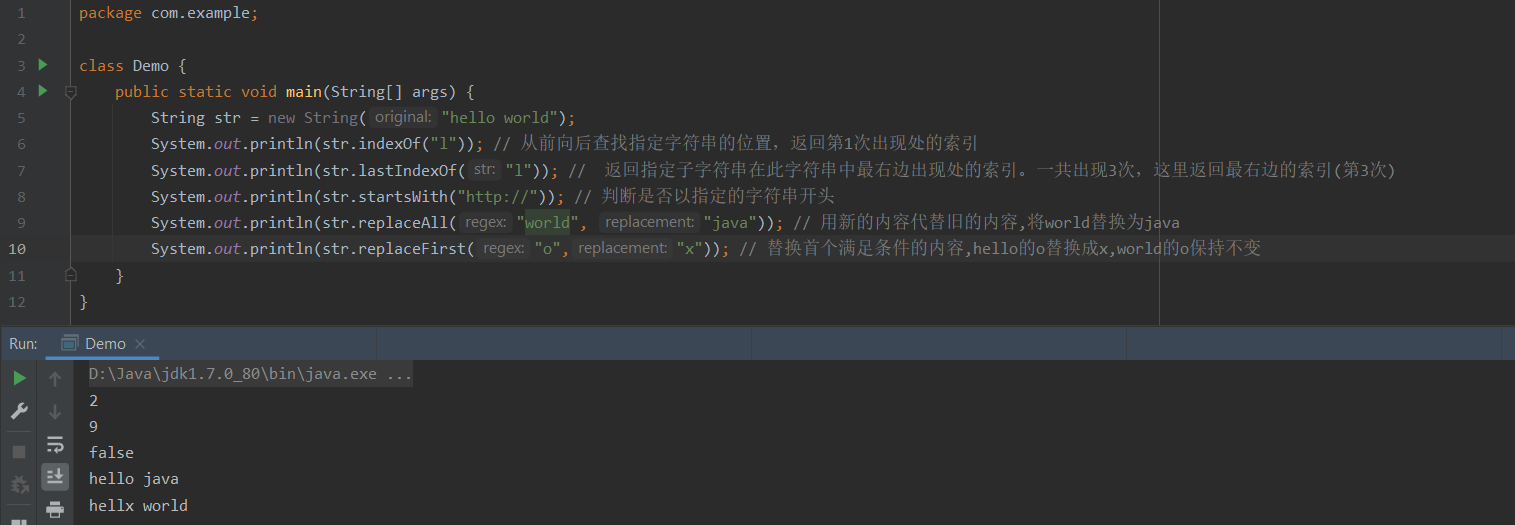 1 package com.example;
2
3 class Demo {
4 public static void main(String[] args) {
5 String str = new String( original: "hello world");
6 System.out.println(str.indexOf("l")); // 从前向后查找指定字符串的位置，返回第1次出现处的索引
7 System.out.println(str.lastIndexOf( str: "l")); //  返回指定子字符串在此字符串中最右边出现处的索引。一共出现3次，这里返回最右边的索引(第3次)
8 System.out.println(str.startsWith("http://")); // 判断是否以指定的字符串开头
9 System.out.println(str.replaceAll( regex: "world", replacement: "java")); // 用新的内容代替旧的内容,将world替换为java
10 System.out.println(str.replaceFirst( regex: "o", replacement: "x")); // 替换首个满足条件的内容,hello的o替换成x,world的o保持不变
11 }
12 }
Run: Demo ×
D:\Java\jdk1.7.0_80\bin\java.exe ...
2
9
false
hello java
hellx world